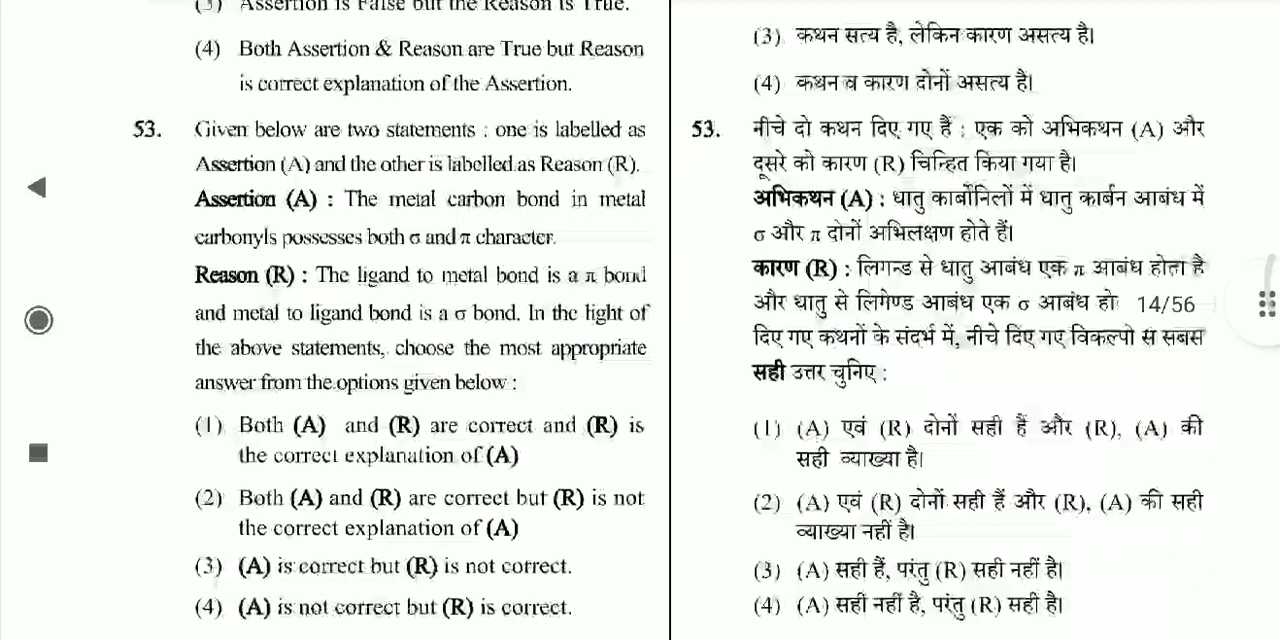 (3) Assertion is False but the Reason is True.
(4) Both Assertion & Reason are True but Reason
is correct explanation of the Assertion.
53. Given below are two statements : one is labelled as
Assertion (A) and the other is labelled as Reason (R).
Assertion (A) : The metal carbon bond in metal
carbonyls possesses both σ and π character.
Reason (R) : The ligand to metal bond is a π bond
and metal to ligand bond is a σ bond. In the light of
the above statements, choose the most appropriate
answer from the options given below :
(1) Both (A) and (R) are correct and (R) is
the correct explanation of (A)
(2) Both (A) and (R) are correct but (R) is not
the correct explanation of (A)
(3) (A) is correct but (R) is not correct.
(4) (A) is not correct but (R) is correct.
(3) कथन सत्य है, लेकिन कारण असत्य है।
(4) कथन व कारण दोनों असत्य है।
53. नीचे दो कथन दिए गए हैं : एक को अभिकथन (A) और
दूसरे को कारण (R) चिन्हित किया गया है।
अभिकथन (A) : धातु कार्बोनिलों में धातु कार्बन आबंध में
σ और π दोनों अभिलक्षण होते हैं।
कारण (R) : लिगन्ड से धातु आबंध एक π आबंध होता है
और धातु से लिगेण्ड आबंध एक σ आबंध हो 14/56
दिए गए कथनों के संदर्भ में, नीचे दिए गए विकल्पो से सबसे
सही उत्तर चुनिए :
(1) (A) एवं (R) दोनों सही हैं और (R), (A) की
सही व्याख्या है।
(2) (A) एवं (R) दोनों सही हैं और (R), (A) की सही
व्याख्या नहीं है।
(3) (A) सही हैं, परंतु (R) सही नहीं है।
(4) (A) सही नहीं है, परंतु (R) सही है।